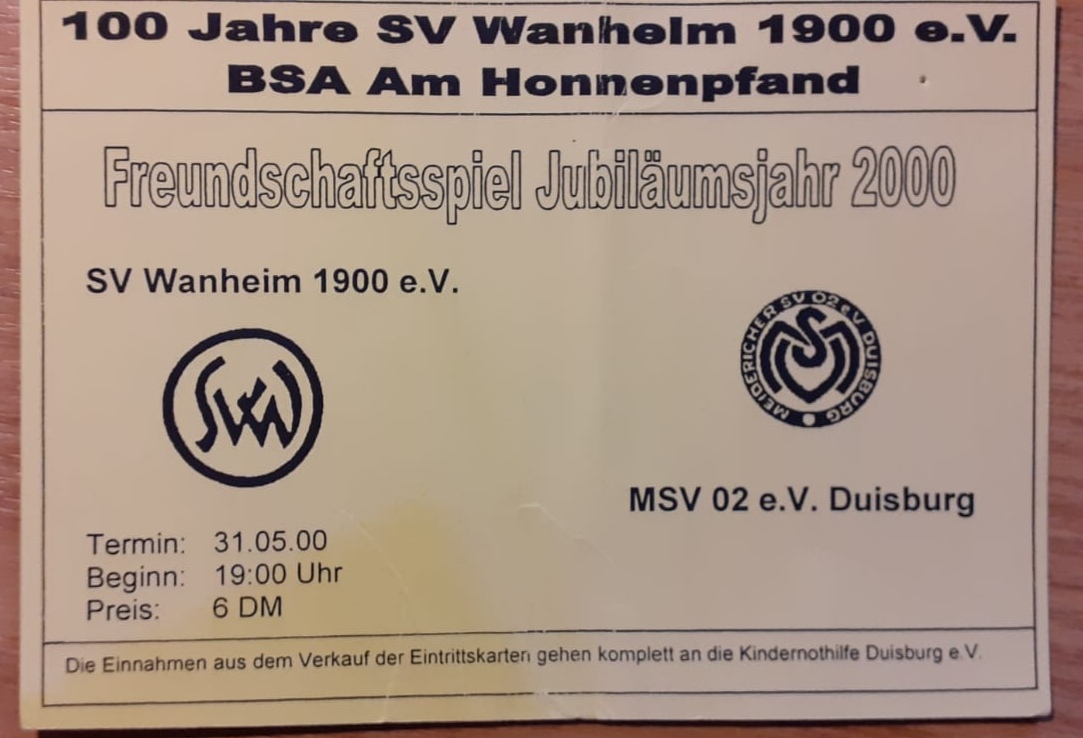 100 Jahre SV Wanheim 1900 e.V.
BSA Am Honnenpfand
Freundschaftsspiel Jubiläumsjahr 2000
SV Wanheim 1900 e.V.
SVW
MEIDERICHER SV 02 e.V. DUISBURG
MSV
MSV 02 e.V. Duisburg
Termin: 31.05.00
Beginn: 19:00 Uhr
Preis: 6 DM
Die Einnahmen aus dem Verkauf der Eintrittskarten gehen komplett an die Kindernothilfe Duisburg e.V.